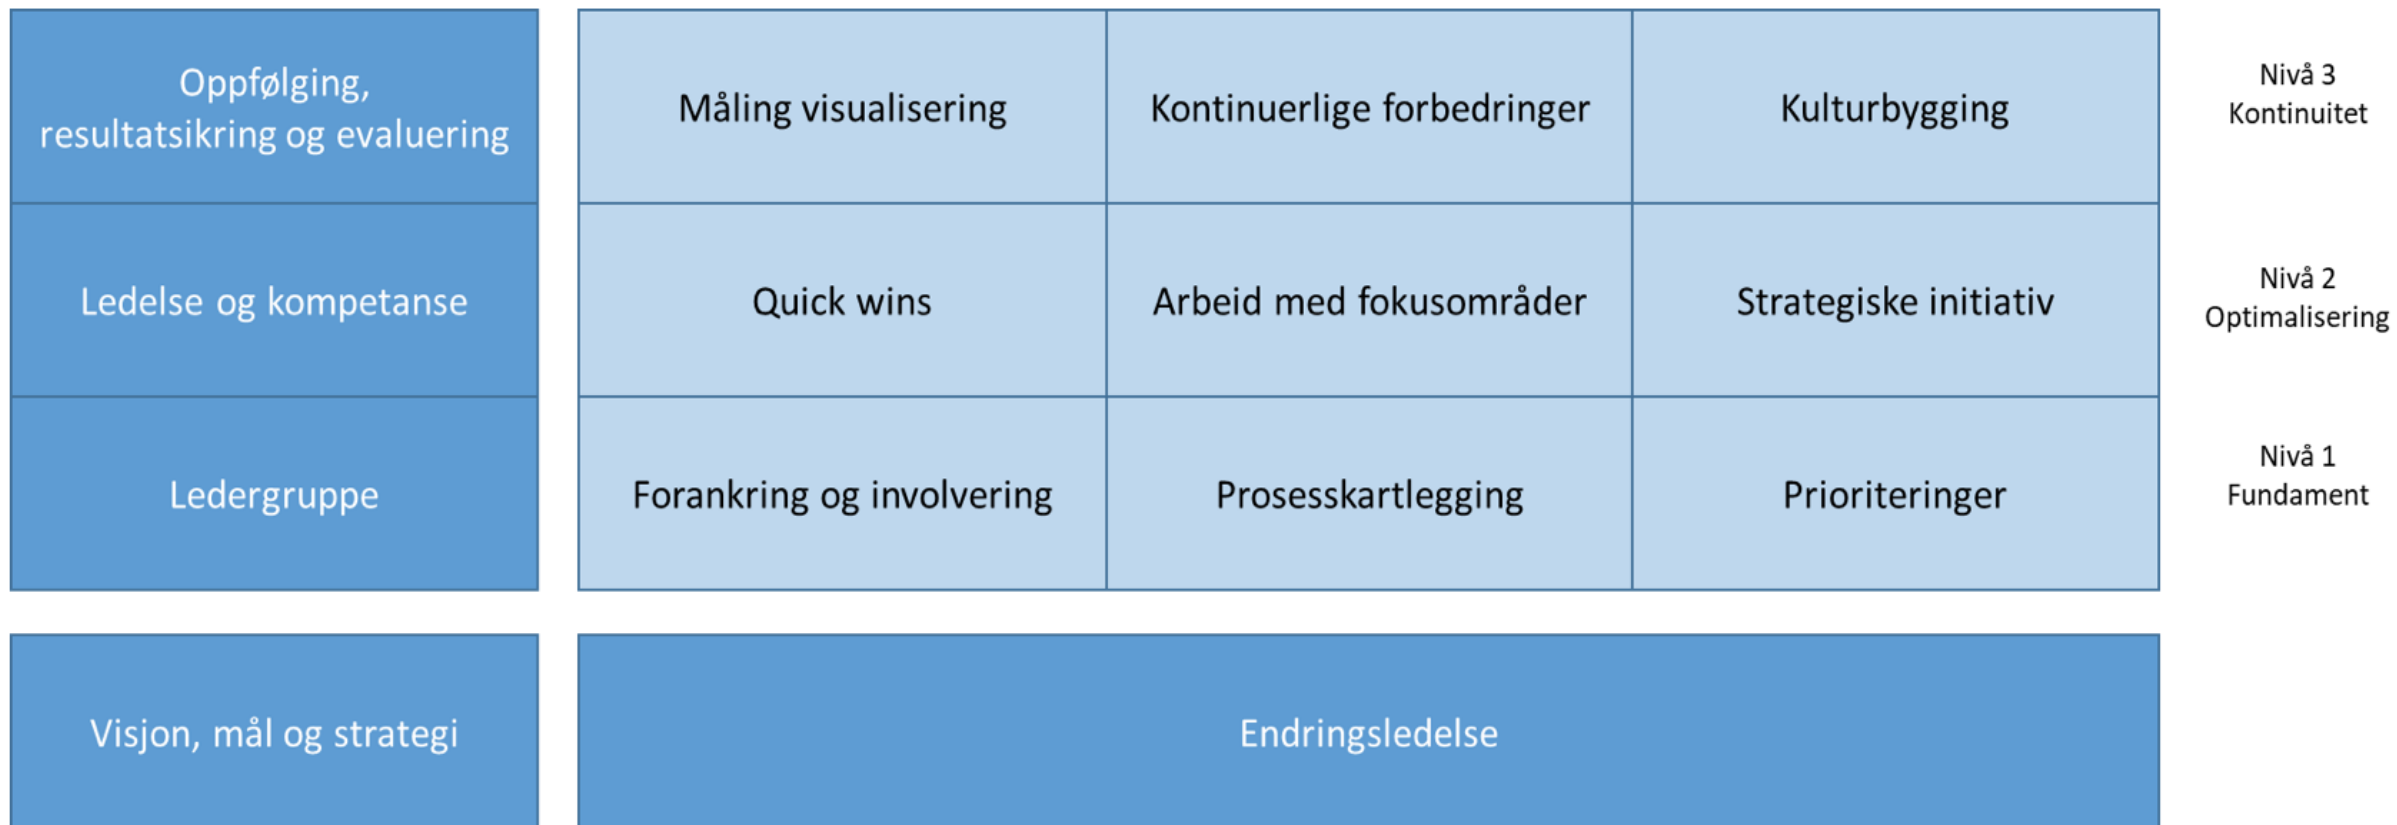 Oppfølging,
resultatsikring og evaluering
Måling visualisering
Kontinuerlige forbedringer
Kulturbygging
Nivå 3
Kontinuitet
Ledelse og kompetanse
Quick wins
Arbeid med fokusområder
Strategiske initiativ
Nivå 2
Optimalisering
Ledergruppe
Forankring og involvering
Prosesskartlegging
Prioriteringer
Nivå 1
Fundament
Visjon, mål og strategi
Endringsledelse